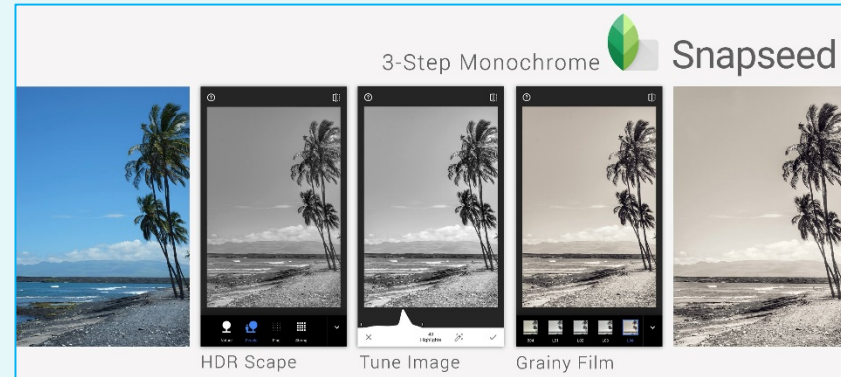 3-Step Monochrome
Snapseed
HDR Scape
Tune Image
Grainy Film